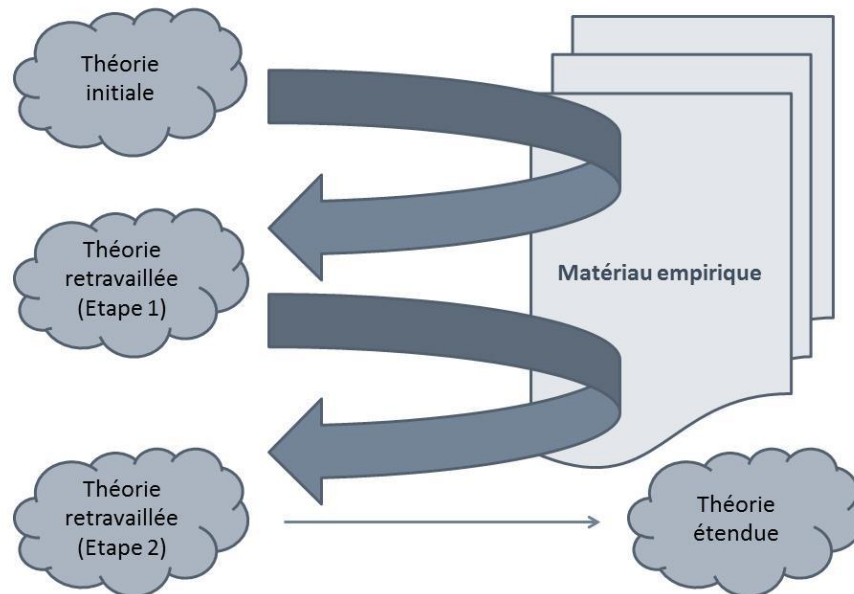 Théorie
initiale
Théorie
retravaillée
(Etape 1)
Matériau empirique
Théorie
retravaillée
(Etape 2)
Théorie
étendue